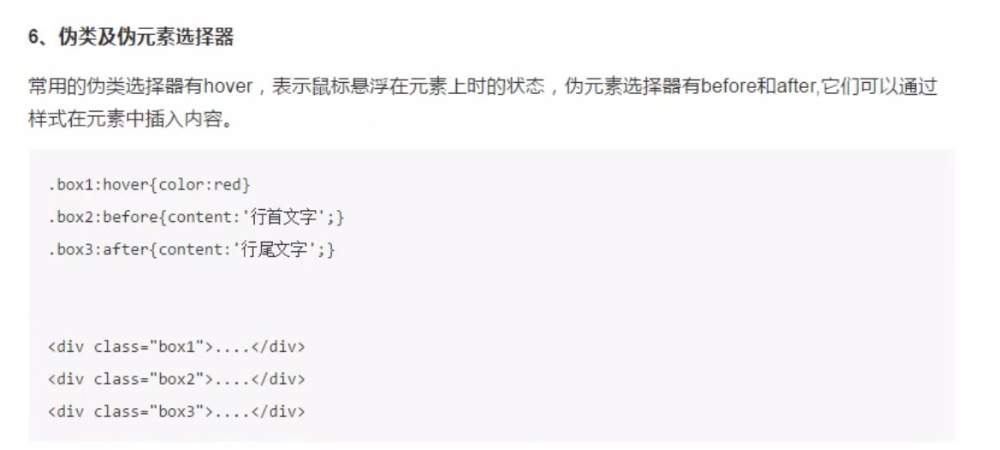 6、伪类及伪元素选择器
常用的伪类选择器有hover，表示鼠标悬浮在元素上时的状态，伪元素选择器有before和after,它们可以通过
样式在元素中插入内容。
.box1:hover{color:red}
.box2:before{content:'行首文字';}
.box3:after{content:'行尾文字';}
<div class="box1">....</div>
<div class="box2">....</div>
<div class="box3">....</div>